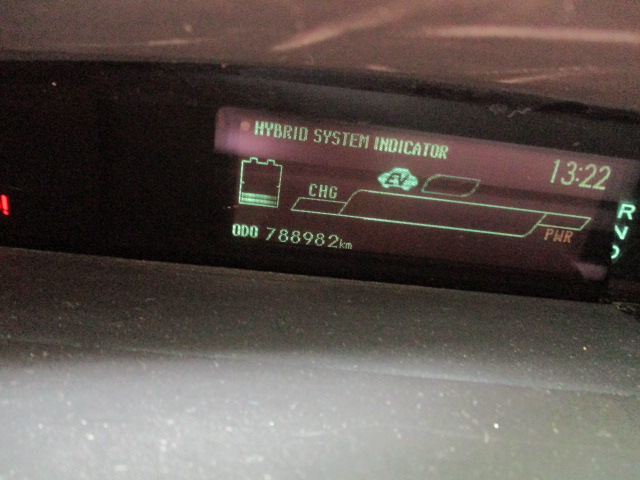 HYBRID SYSTEM INDICATOR
13:22
EV
CHG
PWR
ODO 788982km
R
N
D